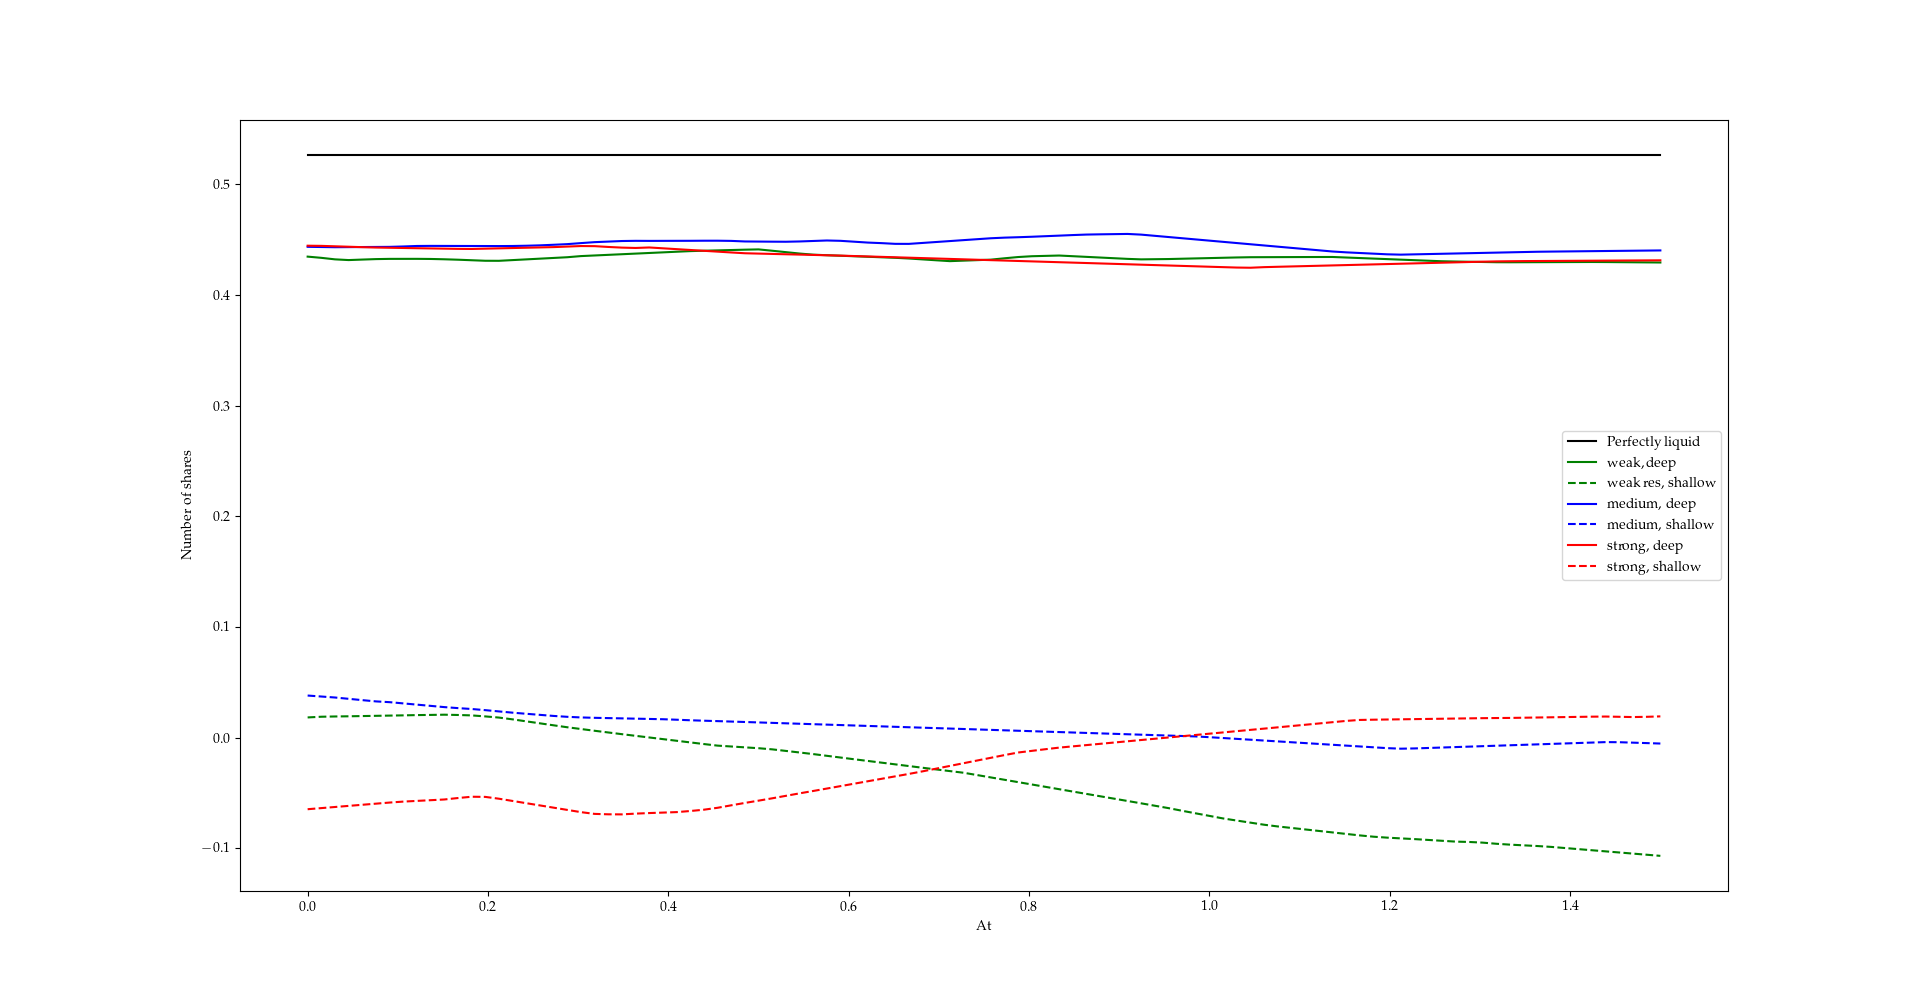 0.5
0.4
0.3
0.2
0.1
0.0
−0.1
Number of shares
0.0 0.2 0.4 0.6 0.8 1.0 1.2 1.4
At
Perfectly liquid
weak, deep
weak res, shallow
medium, deep
medium, shallow
strong, deep
strong, shallow